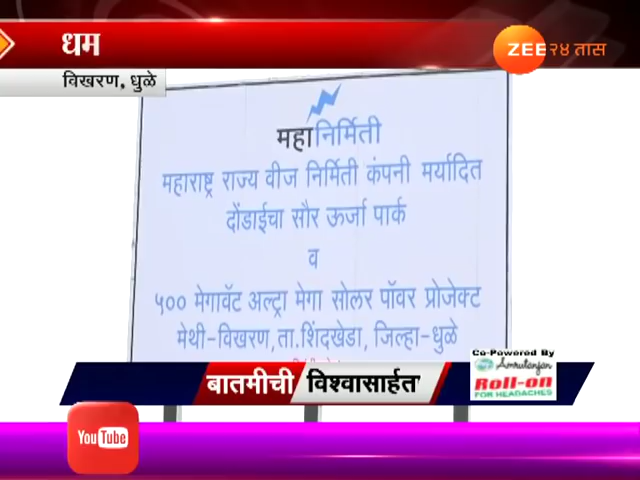 धम
ZEE २४ तास
विखरण, धुळे
महानिर्मिती
महाराष्ट्र राज्य वीज निर्मिती कंपनी मर्यादित
दोंडाईचा सौर ऊर्जा पार्क
व
५०० मेगावॅट अल्ट्रा मेगा सोलर पॉवर प्रोजेक्ट
मेथी-विखरण,ता.शिंदखेडा, जिल्हा-धुळे
बातमीची विश्वासार्हत
Co-Powered By
Amrutanjan
Roll-on
FOR HEADACHES
YouTube